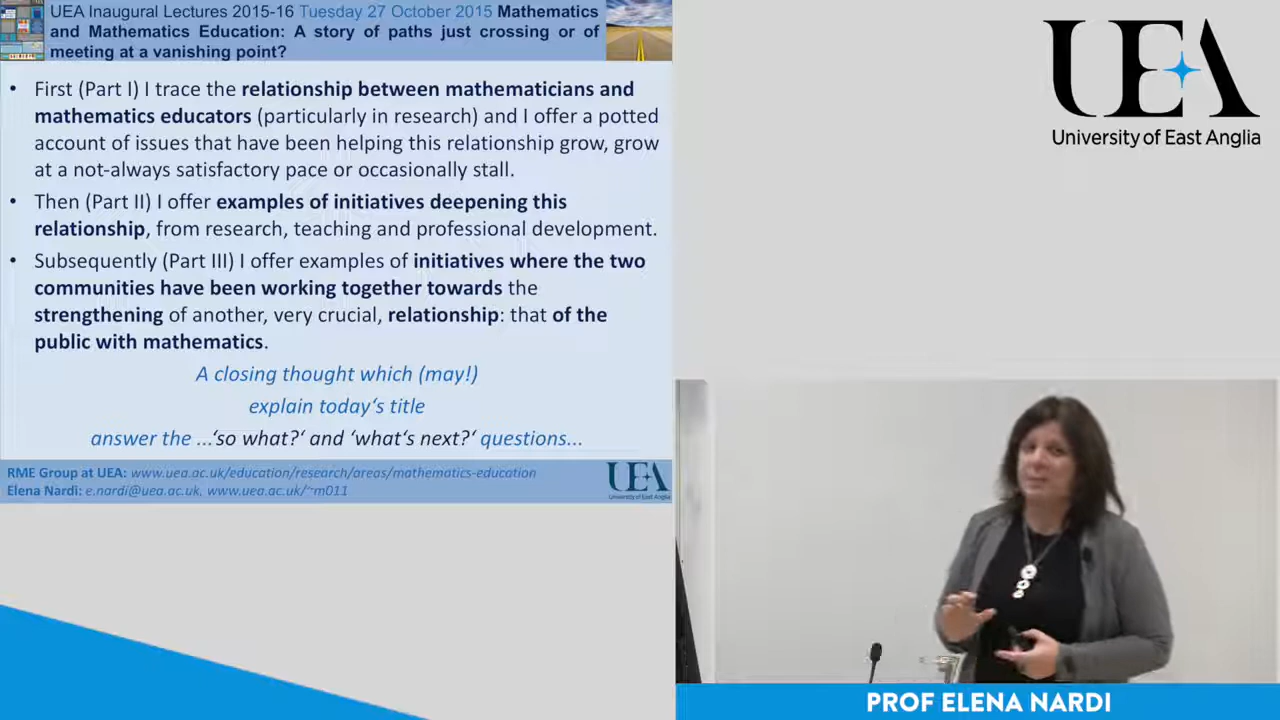 UEA Inaugural Lectures 2015-16 Tuesday 27 October 2015 Mathematics
and Mathematics Education: A story of paths just crossing or of
meeting at a vanishing point?
• First (Part I) I trace the relationship between mathematicians and
mathematics educators (particularly in research) and I offer a potted
account of issues that have been helping this relationship grow, grow
at a not-always satisfactory pace or occasionally stall.
• Then (Part II) I offer examples of initiatives deepening this
relationship, from research, teaching and professional development.
• Subsequently (Part III) I offer examples of initiatives where the two
communities have been working together towards the
strengthening of another, very crucial, relationship: that of the
public with mathematics.
A closing thought which (may!)
explain today‘s title
answer the ...‘so what?‘ and ‘what‘s next?‘ questions...
RME Group at UEA: www.uea.ac.uk/education/research/areas/mathematics-education
Elena Nardi: e.nardi@uea.ac.uk, www.uea.ac.uk/~m011
UEA
University of East Anglia
UEA
University of East Anglia
PROF ELENA NARDI